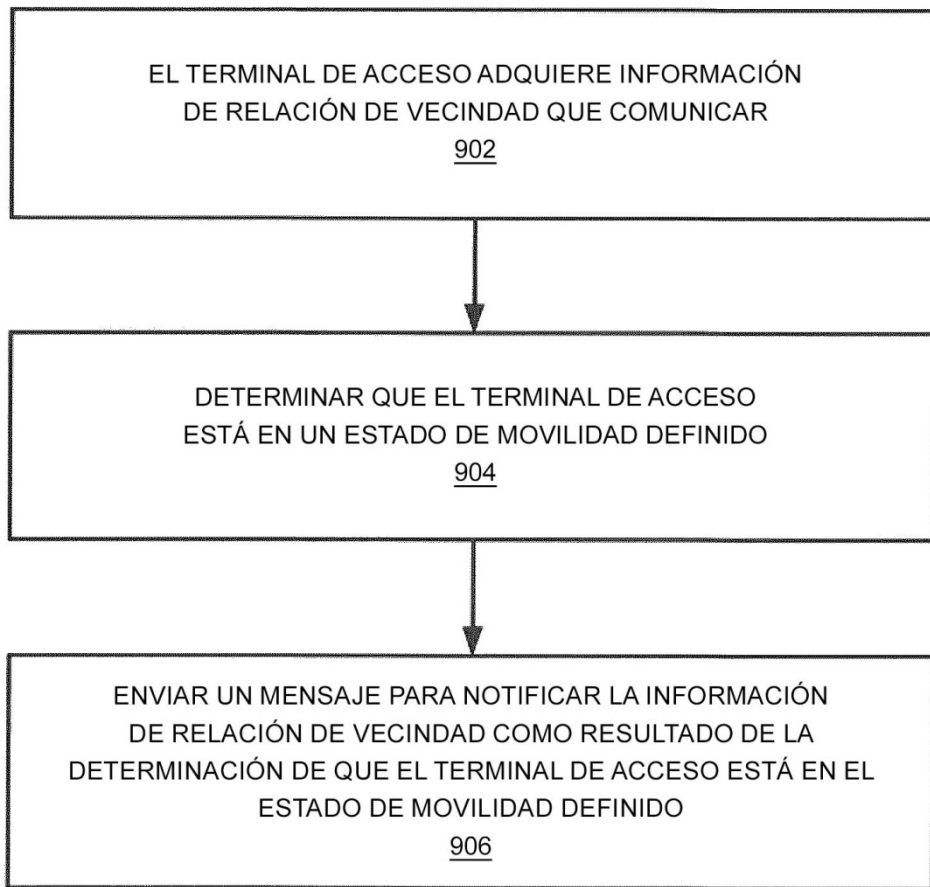 EL TERMINAL DE ACCESO ADQUIERE INFORMACIÓN
DE RELACIÓN DE VECINDAD QUE COMUNICAR
902
DETERMINAR QUE EL TERMINAL DE ACCESO
ESTÁ EN UN ESTADO DE MOVILIDAD DEFINIDO
904
ENVIAR UN MENSAJE PARA NOTIFICAR LA INFORMACIÓN
DE RELACIÓN DE VECINDAD COMO RESULTADO DE LA
DETERMINACIÓN DE QUE EL TERMINAL DE ACCESO ESTÁ EN EL
ESTADO DE MOVILIDAD DEFINIDO
906